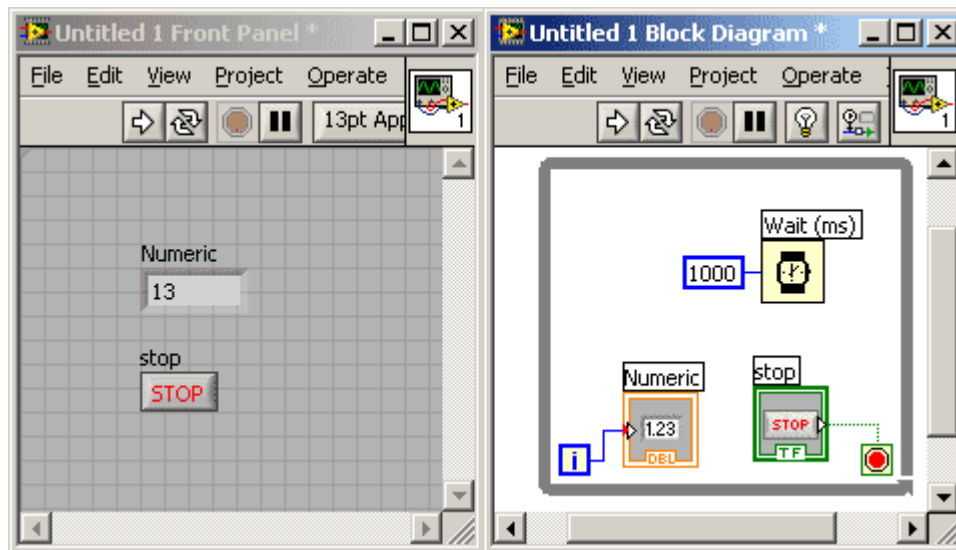 Untitled 1 Front Panel *
File Edit View Project Operate
13pt App
1
Numeric
13
stop
STOP
Untitled 1 Block Diagram *
File Edit View Project Operate
1
Wait (ms)
1000
Numeric
1.23
DBL
i
stop
STOP
TF